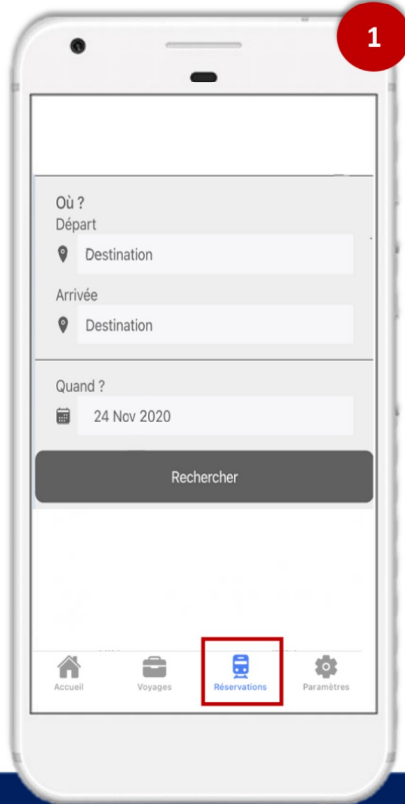 1
Où ?
Départ
Destination
Arrivée
Destination
Quand ?
24 Nov 2020
Rechercher
Accueil Voyages Réservations Paramètres